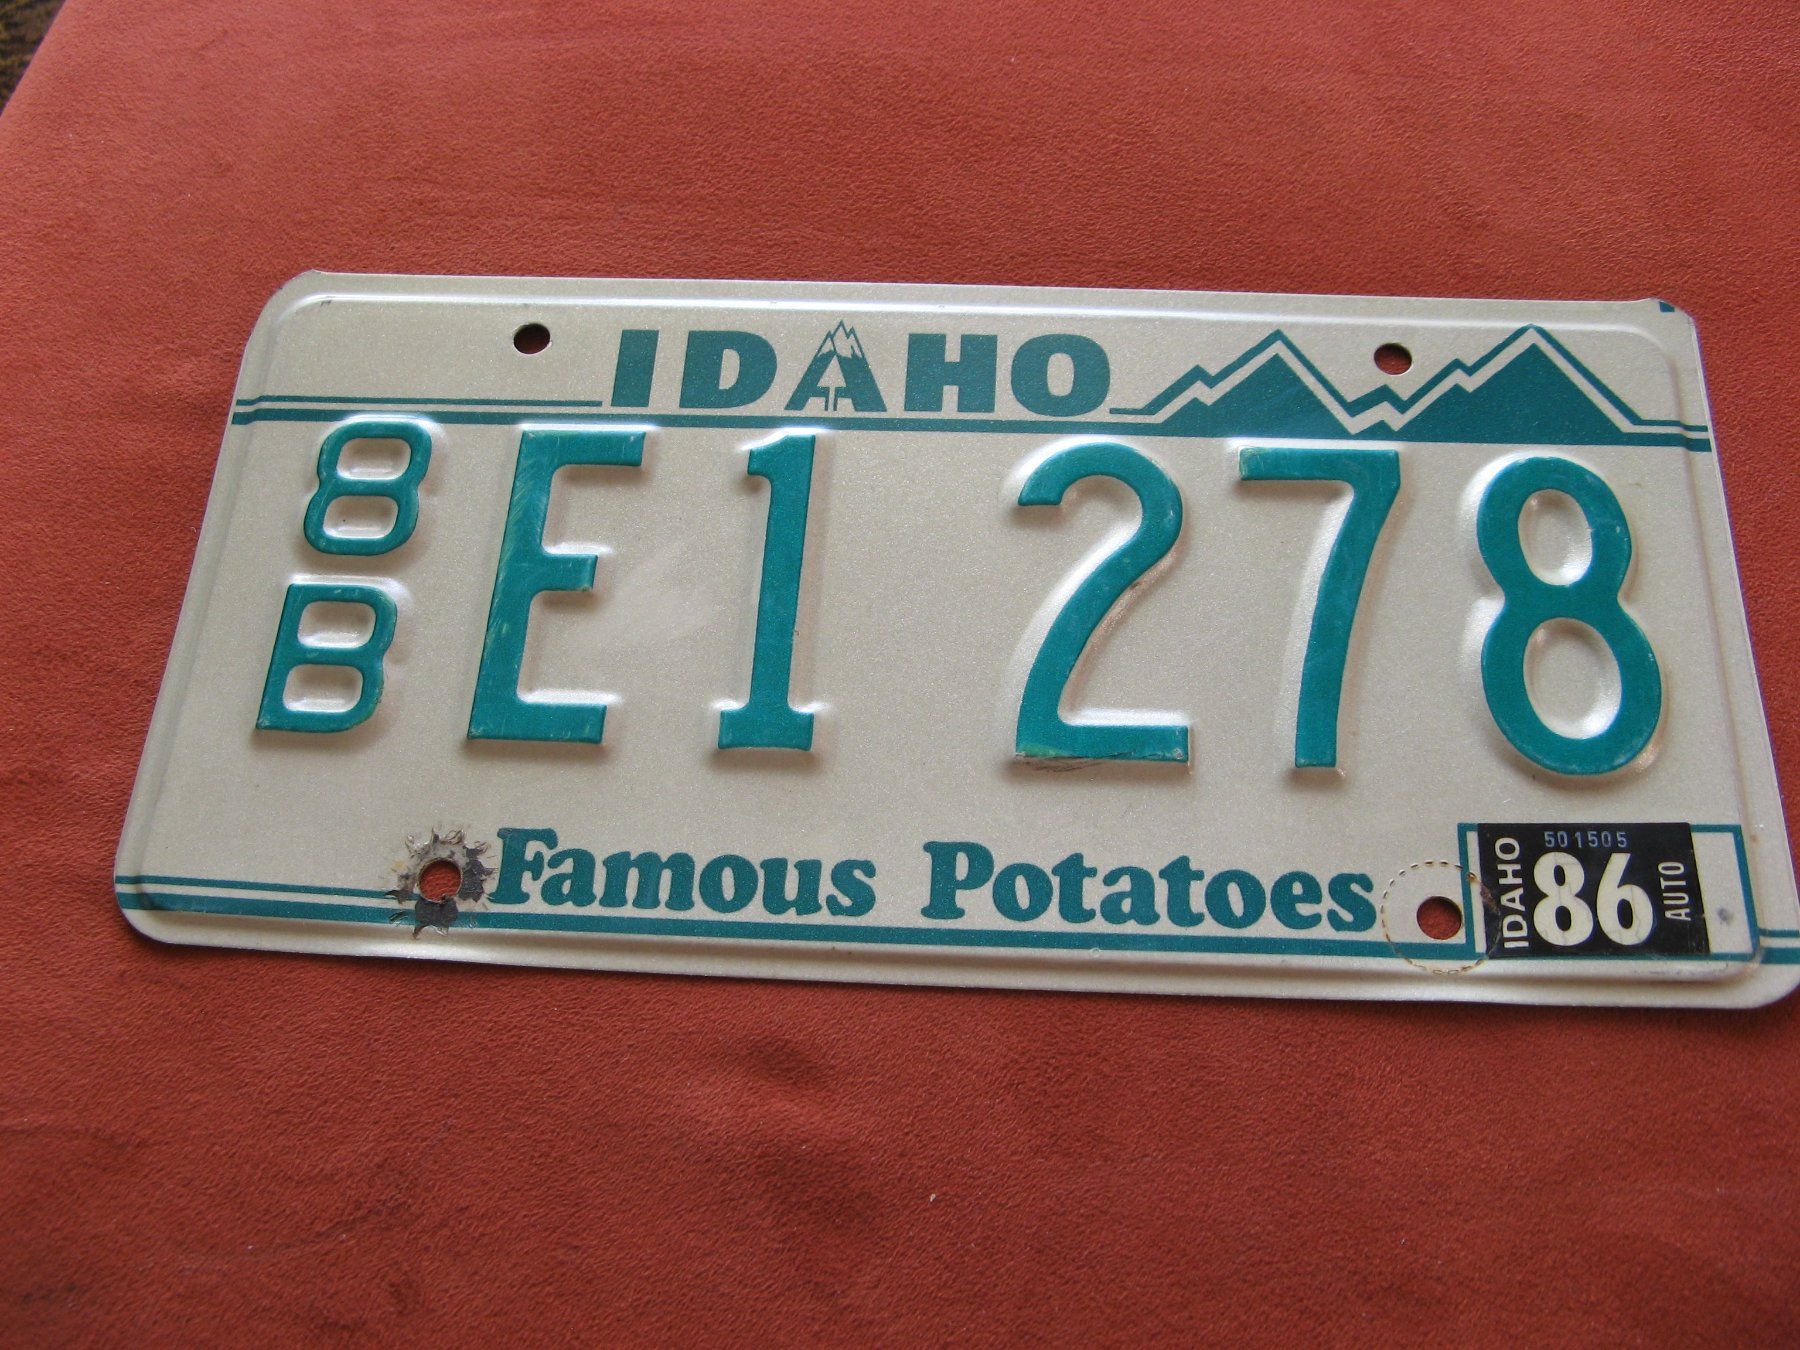 IDAHO
8B E1 278
Famous Potatoes
IDAHO
501505
86
AUTO